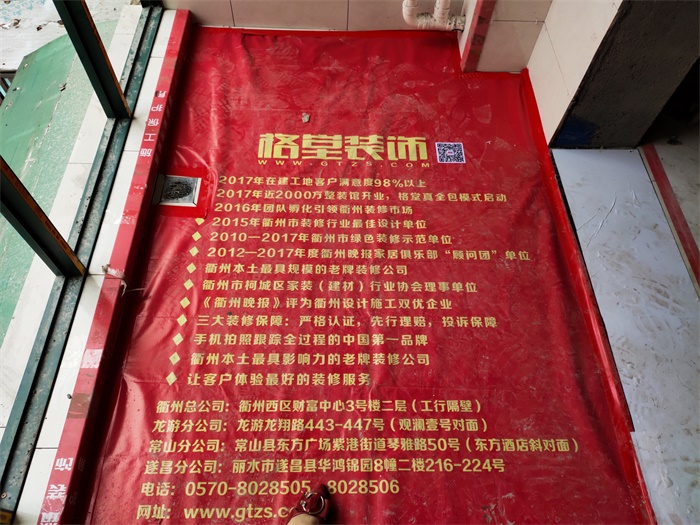 格堂装饰
WWW.GTZS.COM
2017年在建工地客户满意度98%以上
2017年近2000方整装馆开业，格堂真全包模式启动
2016年团队孵化引领衢州装修市场
2015年衢州市装修行业最佳设计单位
2010—2017年衢州市绿色装修示范单位
2012—2017年度衢州晚报家居俱乐部“顾问团”单位
衢州本土最具规模的老牌装修公司
衢州市柯城区家装（建材）行业协会理事单位
《衢州晚报》评为衢州设计施工双优企业
三大装修保障：严格认证，先行理赔，投诉保障
手机拍照跟踪全过程的中国第一品牌
衢州本土最具影响力的老牌装修公司
让客户体验最好的装修服务
衢州总公司：衢州西区财富中心3号楼二层（工行隔壁）
龙游分公司：龙游龙翔路443-447号（观澜壹号对面）
常山分公司：常山县东方广场紫港街道琴雅路50号（东方酒店斜对面）
遂昌分公司：丽水市遂昌县华鸿锦园8幢二楼216-224号
电话：0570-8028505 8028506
网址：www.gtzs.c
施工保护
饰